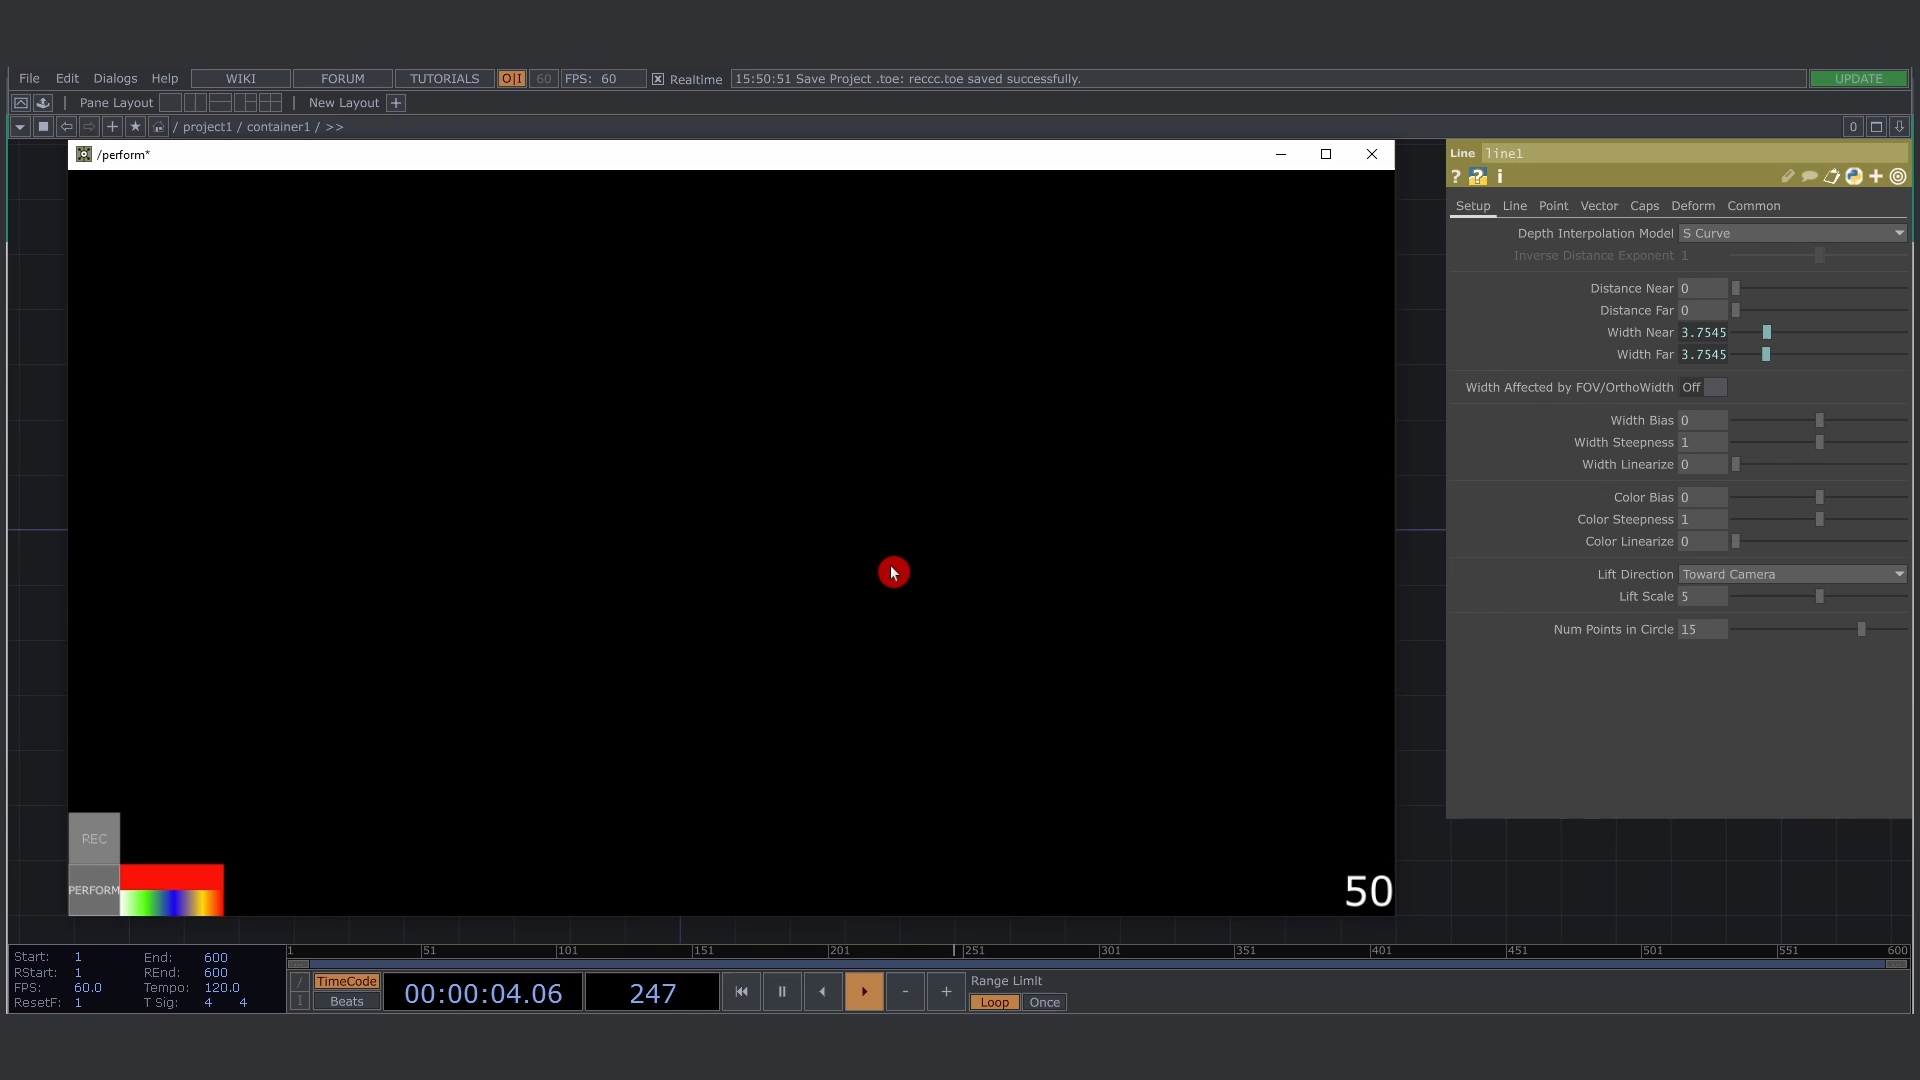 File Edit Dialogs Help WIKI FORUM TUTORIALS O|I 60 FPS: 60 Realtime 15:50:51 Save Project .toe: reccc.toe saved successfully. UPDATE
Pane Layout New Layout +
/ project1 / container1 / >> 0
/perform*
Line line1
? ? i
Setup Line Point Vector Caps Deform Common
Depth Interpolation Model S Curve
Inverse Distance Exponent 1
Distance Near 0
Distance Far 0
Width Near 3.7545
Width Far 3.7545
Width Affected by FOV/OrthoWidth Off
Width Bias 0
Width Steepness 1
Width Linearize 0
Color Bias 0
Color Steepness 1
Color Linearize 0
Lift Direction Toward Camera
Lift Scale 5
Num Points in Circle 15
REC
PERFORM
50
1 51 101 151 201 251 301 351 401 451 501 551 600
Start: 1 End: 600
RStart: 1 REnd: 600
FPS: 60.0 Tempo: 120.0
ResetF: 1 T Sig: 4 4
/ TimeCode
I Beats
00:00:04.06 247 - +
Range Limit
Loop Once